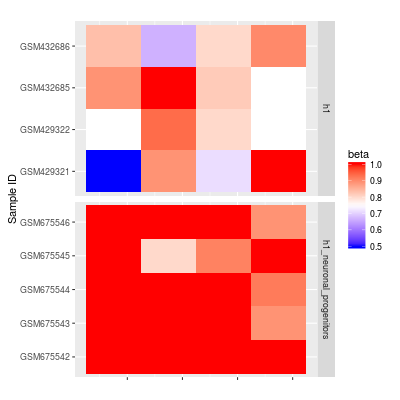 GSM432686
GSM432685
GSM429322
GSM429321
h1
GSM675546
GSM675545
GSM675544
GSM675543
GSM675542
h1_neuronal_progenitors
Sample ID
beta
1.0
0.9
0.8
0.7
0.6
0.5